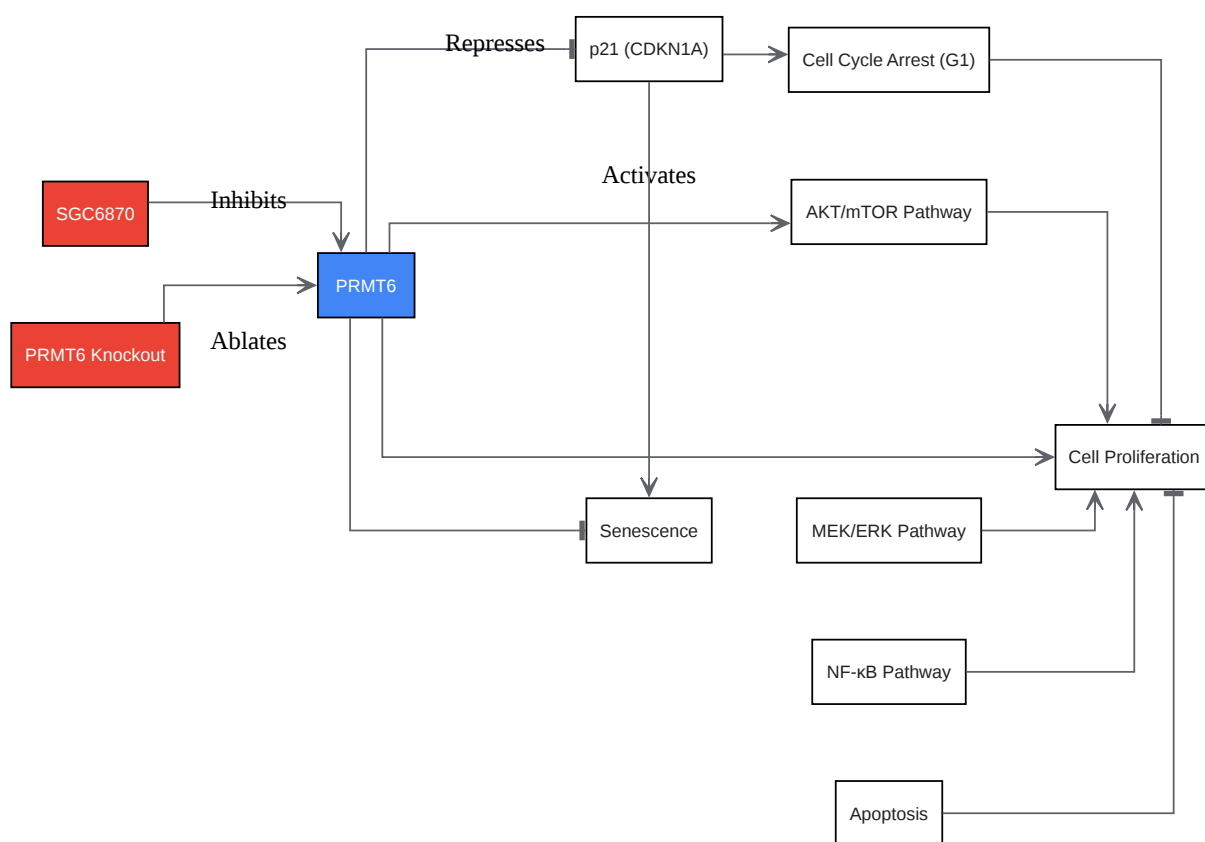 Represses
p21 (CDKN1A)
Cell Cycle Arrest (G1)
Activates
SGC6870
Inhibits
AKT/mTOR Pathway
PRMT6
PRMT6 Knockout
Ablates
Cell Proliferation
Senescence
MEK/ERK Pathway
NF-κB Pathway
Apoptosis